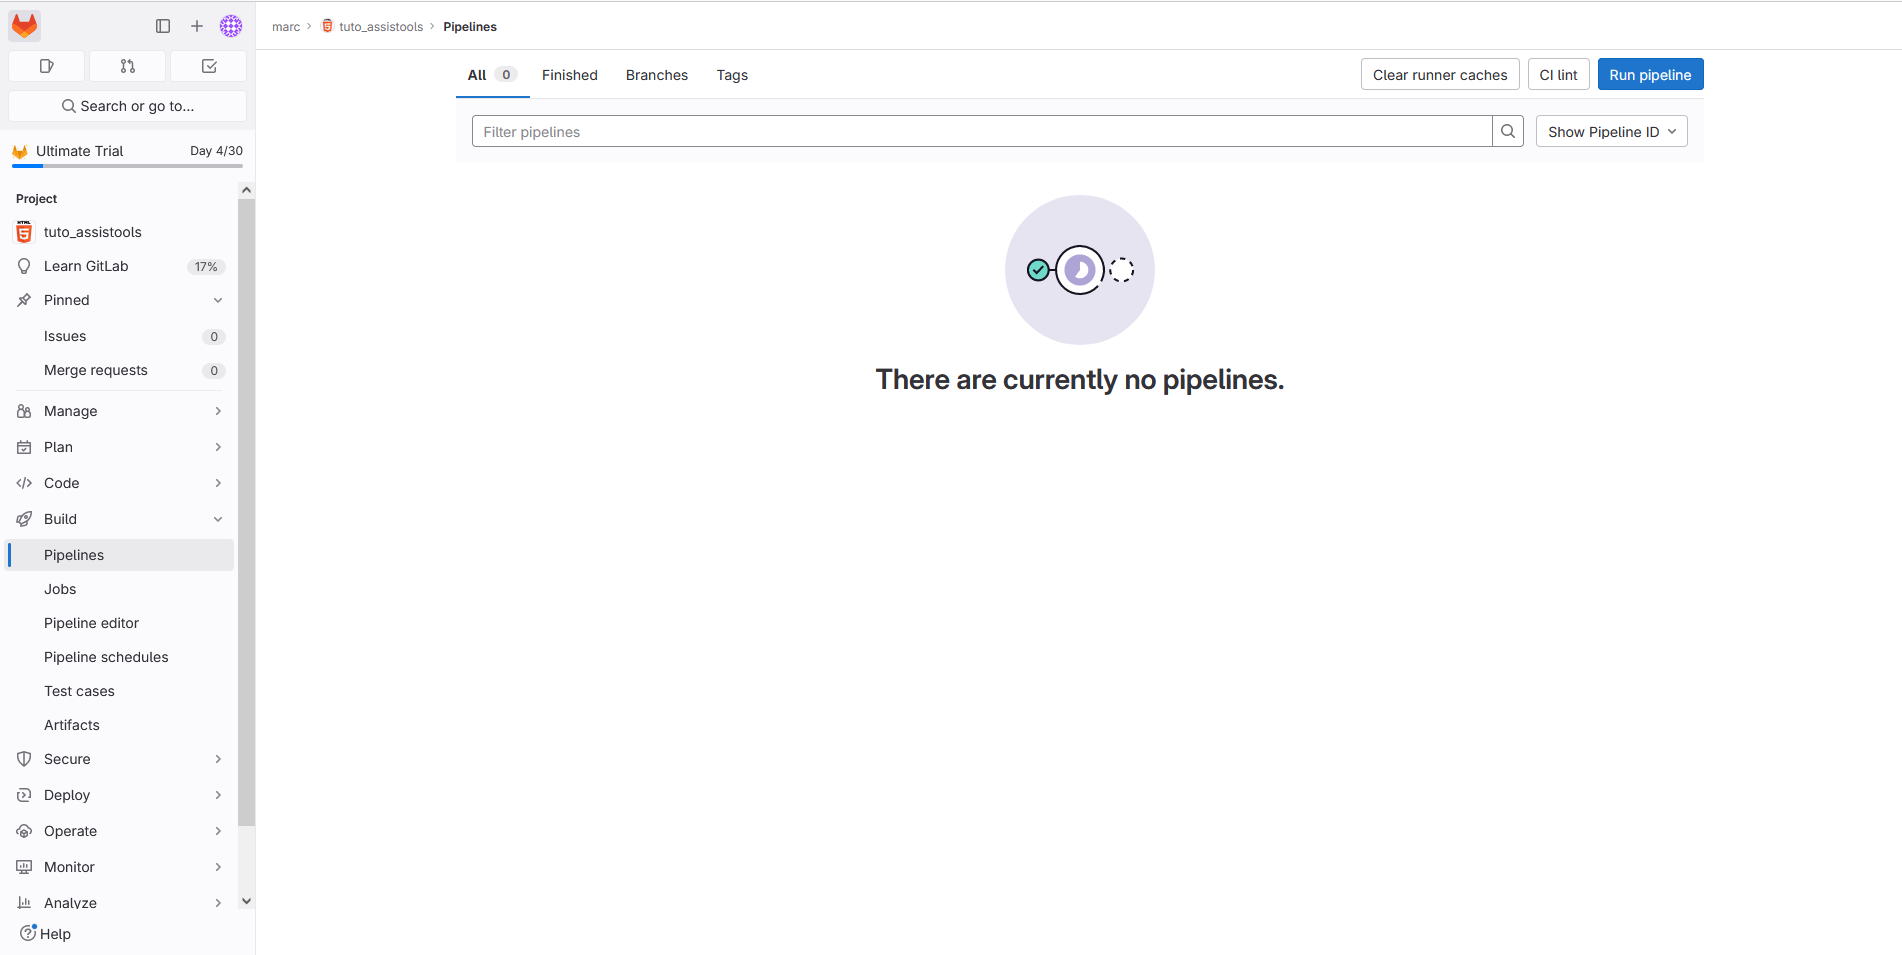 marc › tuto_assistools › Pipelines
Search or go to...
Ultimate Trial Day 4/30
Project
tuto_assistools
Learn GitLab 17%
Pinned
Issues 0
Merge requests 0
Manage
Plan
Code
Build
Pipelines
Jobs
Pipeline editor
Pipeline schedules
Test cases
Artifacts
Secure
Deploy
Operate
Monitor
Analyze
Help
All 0 Finished Branches Tags
Clear runner caches CI lint Run pipeline
Filter pipelines Show Pipeline ID
There are currently no pipelines.